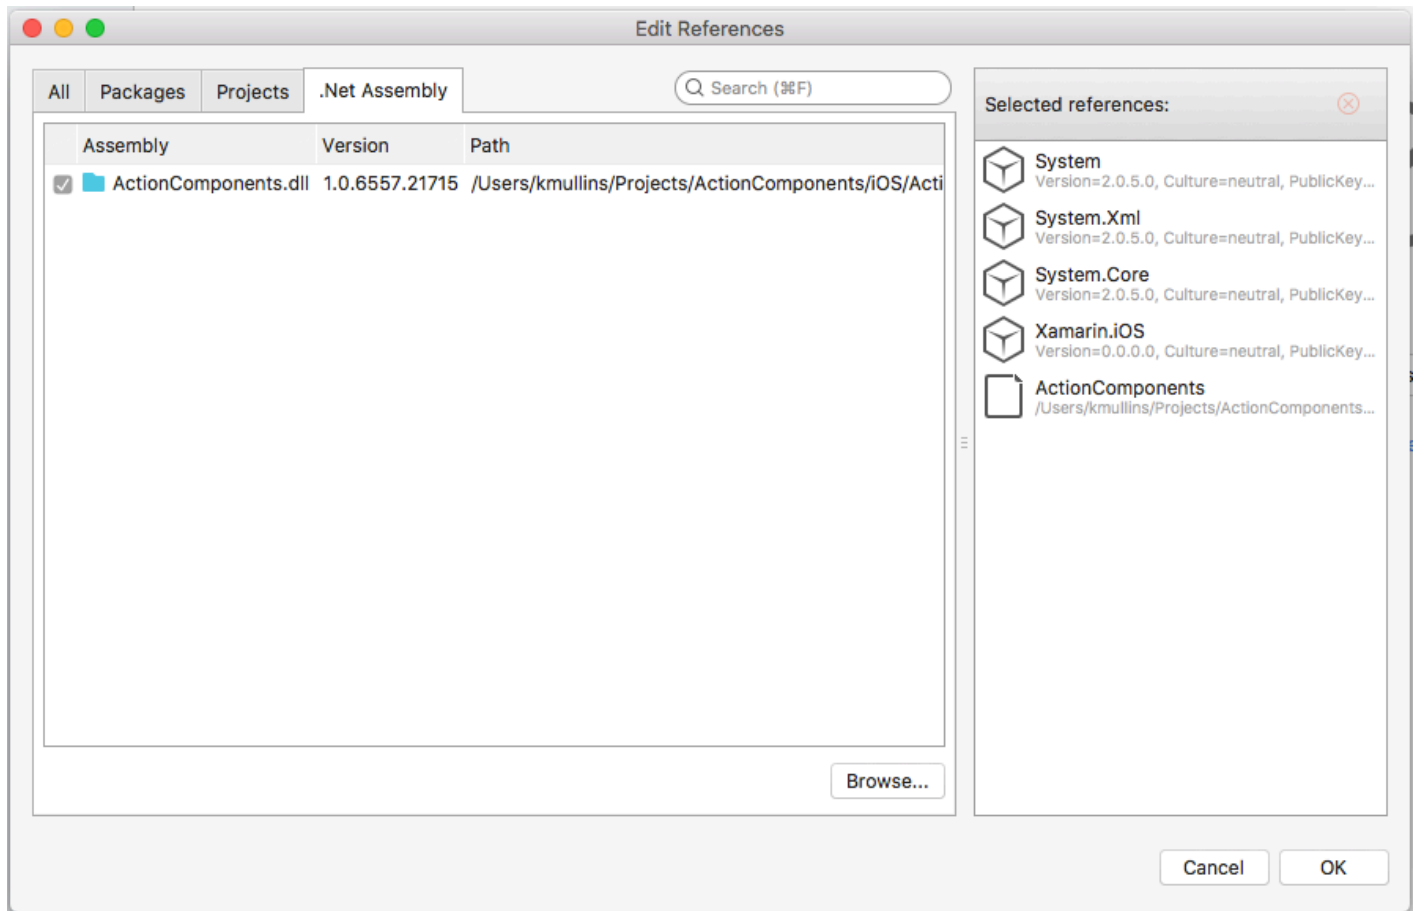 Edit References
All Packages Projects .Net Assembly
Search (⌘F)
Assembly Version Path
ActionComponents.dll 1.0.6557.21715 /Users/kmullins/Projects/ActionComponents/iOS/Acti
Browse...
Selected references:
System
Version=2.0.5.0, Culture=neutral, PublicKey...
System.Xml
Version=2.0.5.0, Culture=neutral, PublicKey...
System.Core
Version=2.0.5.0, Culture=neutral, PublicKey...
Xamarin.iOS
Version=0.0.0.0, Culture=neutral, PublicKey...
ActionComponents
/Users/kmullins/Projects/ActionComponents...
Cancel OK